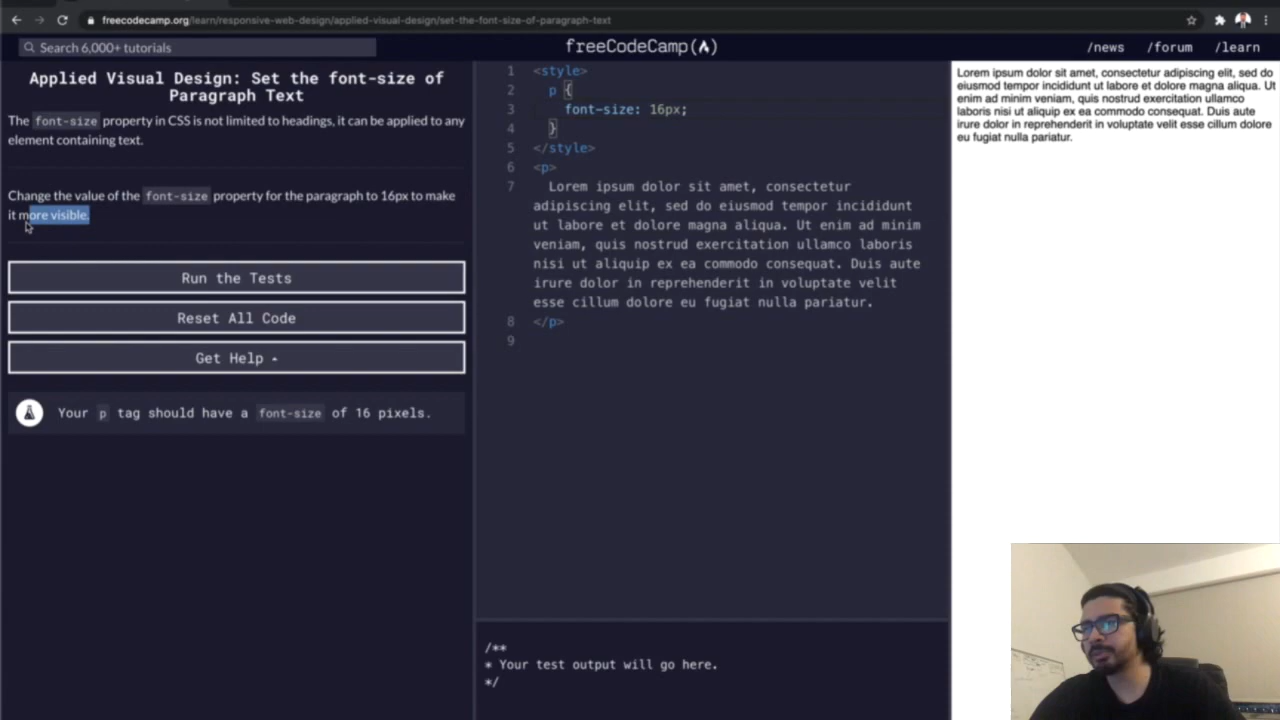 freecodecamp.org/learn/responsive-web-design/applied-visual-design/set-the-font-size-of-paragraph-text
Search 6,000+ tutorials
freeCodeCamp
/news
/forum
/learn
Applied Visual Design: Set the font-size of
Paragraph Text
The font-size property in CSS is not limited to headings, it can be applied to any
element containing text.
Change the value of the font-size property for the paragraph to 16px to make
it more visible.
Run the Tests
Reset All Code
Get Help
Your p tag should have a font-size of 16 pixels.
1 <style>
2 p {
3 font-size: 16px;
4 }
5 </style>
6 <p>
7 Lorem ipsum dolor sit amet, consectetur
adipiscing elit, sed do eiusmod tempor incididunt
ut labore et dolore magna aliqua. Ut enim ad minim
veniam, quis nostrud exercitation ullamco laboris
nisi ut aliquip ex ea commodo consequat. Duis aute
irure dolor in reprehenderit in voluptate velit
esse cillum dolore eu fugiat nulla pariatur.
8 </p>
9
/**
* Your test output will go here.
*/
Lorem ipsum dolor sit amet, consectetur adipiscing elit, sed do
eiusmod tempor incididunt ut labore et dolore magna aliqua. Ut
enim ad minim veniam, quis nostrud exercitation ullamco
laboris nisi ut aliquip ex ea commodo consequat. Duis aute
irure dolor in reprehenderit in voluptate velit esse cillum dolore
eu fugiat nulla pariatur.